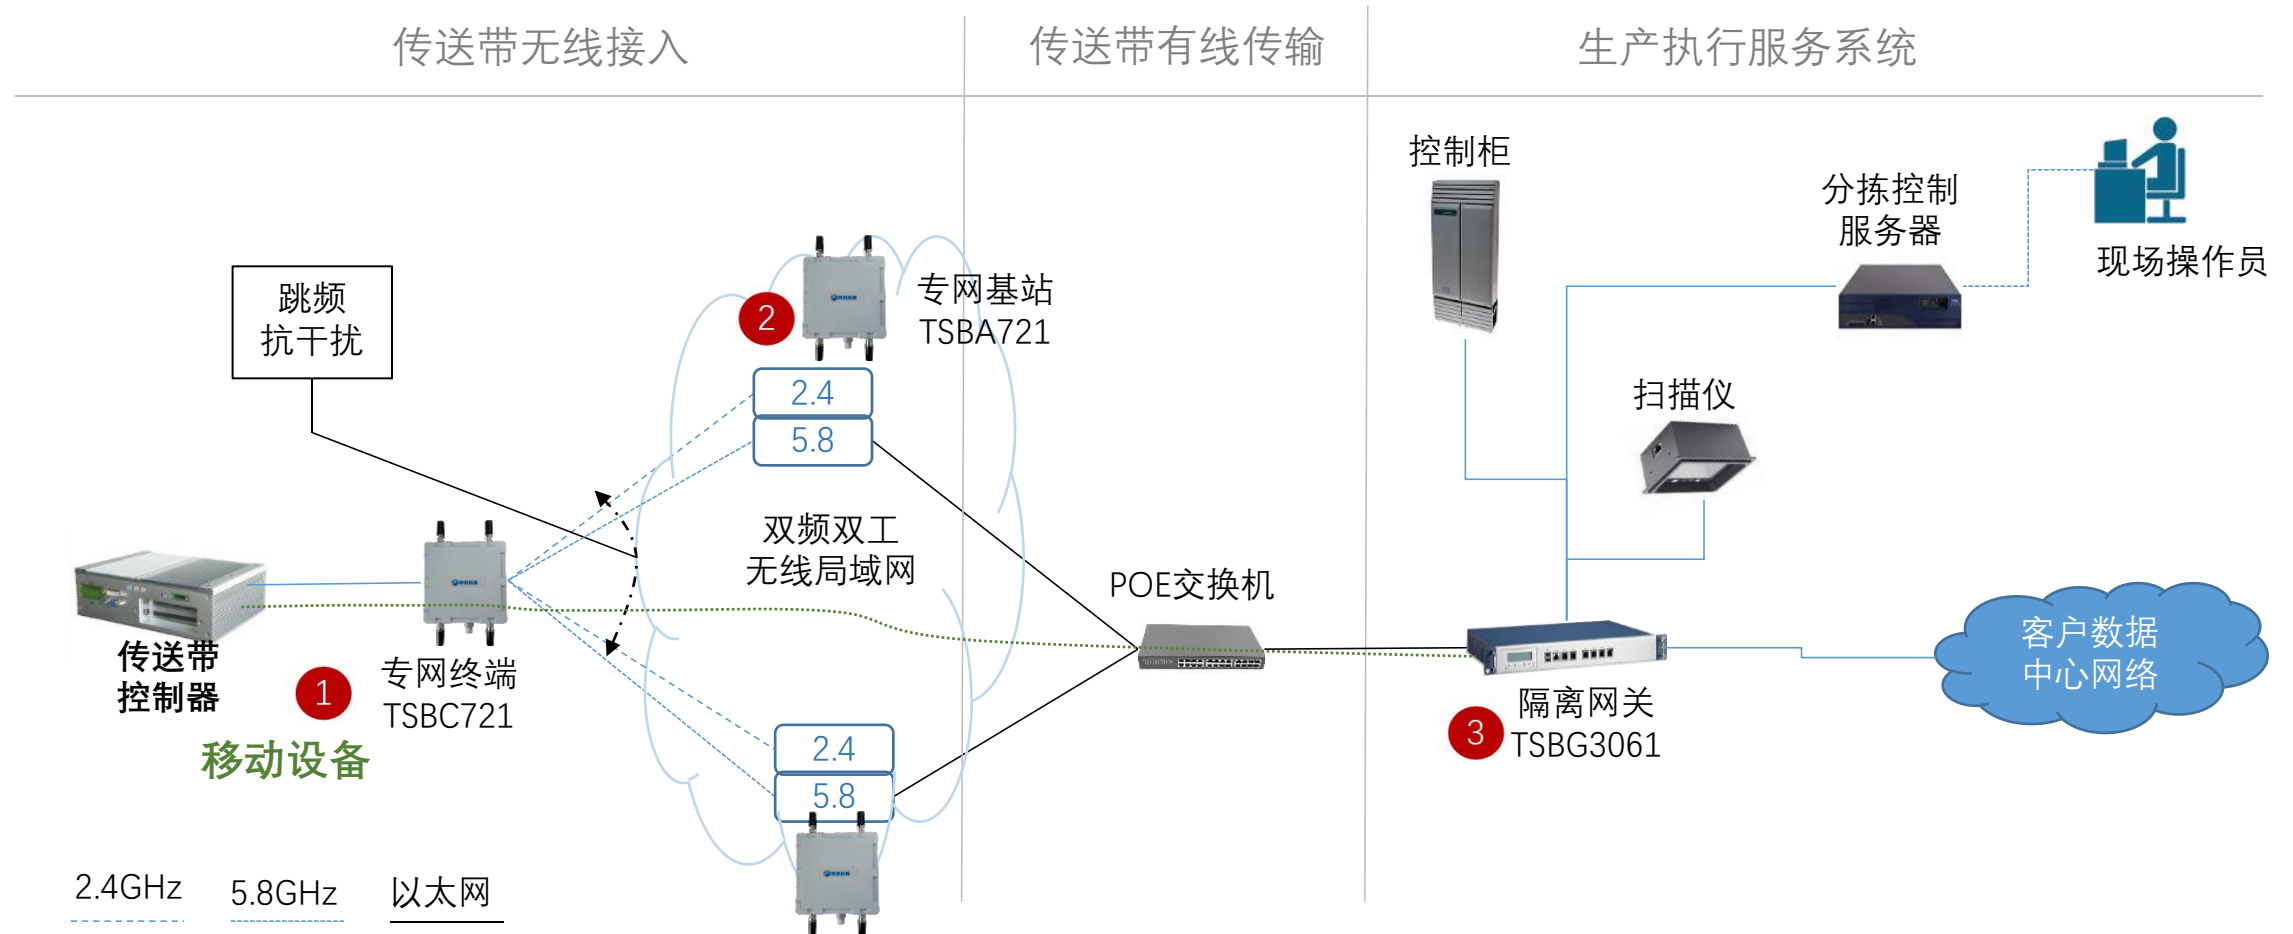 传送带无线接入
传送带有线传输
生产执行服务系统
控制柜
分拣控制
服务器
现场操作员
跳频
抗干扰
2
专网基站
TSBA721
2.4
5.8
扫描仪
双频双工
无线局域网
POE交换机
传送带
控制器
1
专网终端
TSBC721
移动设备
客户数据
中心网络
3
隔离网关
TSBG3061
2.4
5.8
2.4GHz
5.8GHz
以太网